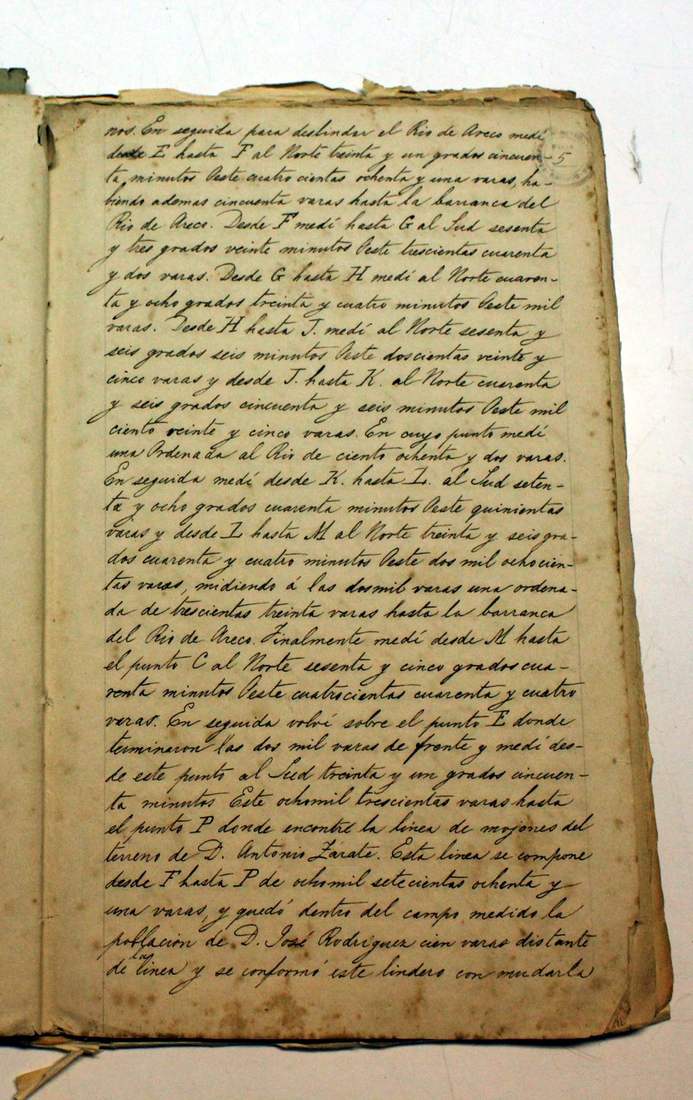 nos. En seguida para deslindar el Rio de Areco medí
desde E hasta F al Norte treinta y un grados cincuen-
5
ta minutos Oeste cuatro cientas ochenta y una varas, ha-
biendo ademas cincuenta varas hasta la barranca del
Rio de Areco. Desde F medí hasta G al Sud sesenta
y tres grados veinte minutos Oeste trescientas cuarenta
y dos varas. Desde G hasta H medí al Norte cuaren-
ta y ocho grados treinta y cuatro minutos Oeste mil
varas. Desde H hasta J. medí al Norte sesenta y
seis grados seis minutos Oeste doscientas veinte y
cinco varas y desde J. hasta K. al Norte cuarenta
y seis grados cincuenta y seis minutos Oeste mil
ciento veinte y cinco varas. En cuyo punto medí
una Ordenada al Rio de ciento ochenta y dos varas.
En seguida medí desde K. hasta L. al Sud seten-
ta y ocho grados cuarenta minutos Oeste quinientas
varas y desde L hasta M al Norte treinta y seis gra-
dos cuarenta y cuatro minutos Oeste dos mil ochocien-
tas varas, midiendo á las dosmil varas una ordena-
da de trescientas treinta varas hasta la barranca
del Rio de Areco. Finalmente medí desde M hasta
el punto C al Norte sesenta y cinco grados cua-
renta minutos Oeste cuatrocientas cuarenta y cuatro
varas. En seguida volví sobre el punto E donde
terminaron las dos mil varas de frente y medí des-
de este punto al Sud treinta y un grados cincuen-
ta minutos Este ochomil trescientas varas hasta
el punto P donde encontré la linea de mojones del
terreno de D. Antonio Zárate. Esta linea se compone
desde F hasta P de ochomil setecientas ochenta y
una varas, y quedó dentro del campo medido la
poblacion de D. José Rodriguez cien varas distante
de la linea y se conformó este lindero con mudarla